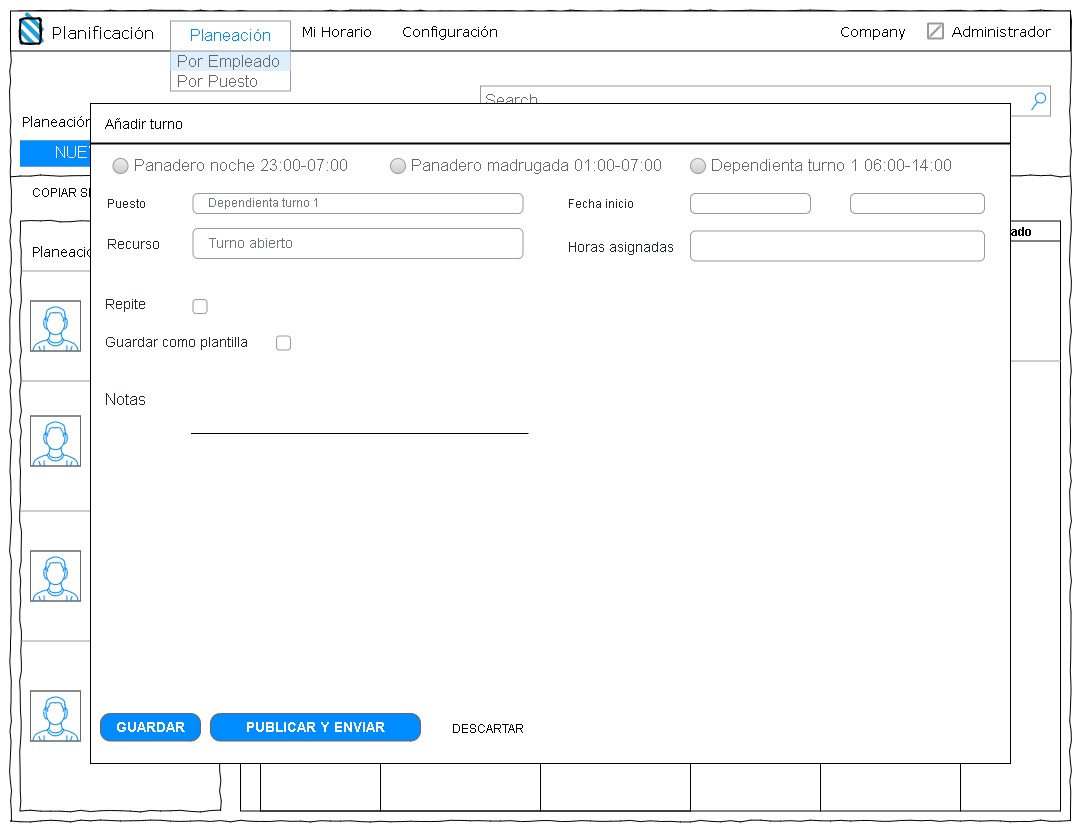 Planificación
Planeación
Mi Horario
Configuración
Company
Administrador
Por Empleado
Por Puesto
Search
Planeación
Añadir turno
NUE
Panadero noche 23:00-07:00
Panadero madrugada 01:00-07:00
Dependienta turno 1 06:00-14:00
COPIAR
Puesto
Dependienta turno 1
Fecha inicio
ado
Recurso
Turno abierto
Horas asignadas
Planeació
Repite
Guardar como plantilla
Notas
GUARDAR
PUBLICAR Y ENVIAR
DESCARTAR